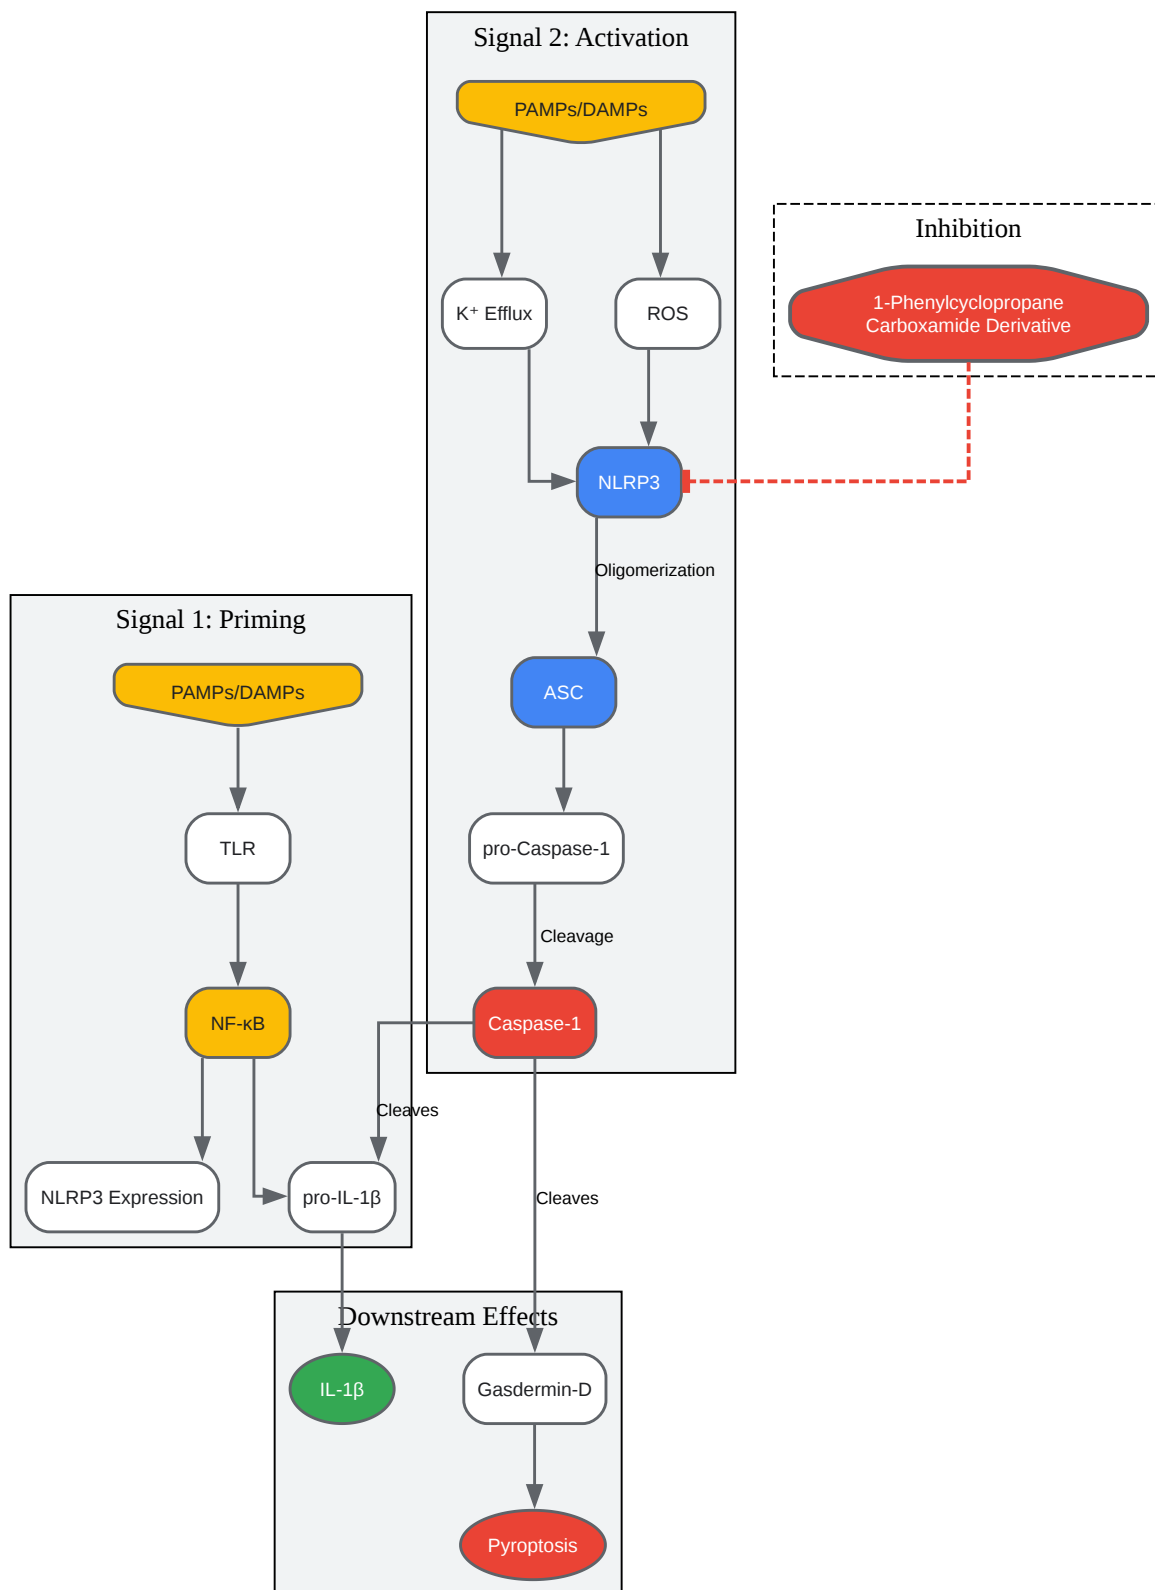 Signal 2: Activation
PAMPs/DAMPs
Inhibition
1-Phenylcyclopropane
Carboxamide Derivative
K⁺ Efflux
ROS
NLRP3
Oligomerization
Signal 1: Priming
PAMPs/DAMPs
ASC
TLR
pro-Caspase-1
Cleavage
NF-κB
Caspase-1
Cleaves
NLRP3 Expression
pro-IL-1β
Cleaves
Downstream Effects
IL-1β
Gasdermin-D
Pyroptosis